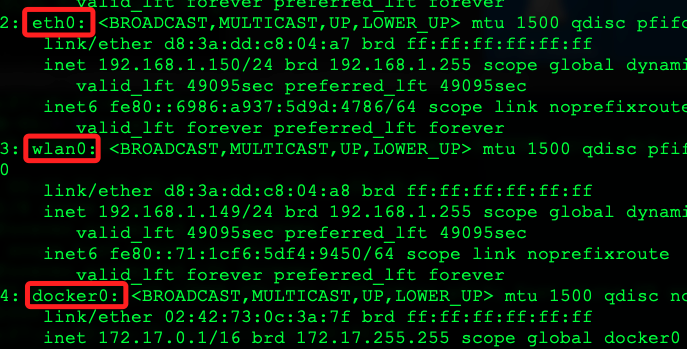 valid_lft forever preferred_lft forever
2: eth0: <BROADCAST,MULTICAST,UP,LOWER_UP> mtu 1500 qdisc pfifo
link/ether d8:3a:dd:c8:04:a7 brd ff:ff:ff:ff:ff:ff
inet 192.168.1.150/24 brd 192.168.1.255 scope global dynami
valid_lft 49095sec preferred_lft 49095sec
inet6 fe80::6986:a937:5d9d:4786/64 scope link noprefixroute
valid_lft forever preferred_lft forever
3: wlan0: <BROADCAST,MULTICAST,UP,LOWER_UP> mtu 1500 qdisc pfif
0
link/ether d8:3a:dd:c8:04:a8 brd ff:ff:ff:ff:ff:ff
inet 192.168.1.149/24 brd 192.168.1.255 scope global dynami
valid_lft 49095sec preferred_lft 49095sec
inet6 fe80::71:1cf6:5df4:9450/64 scope link noprefixroute
valid_lft forever preferred_lft forever
4: docker0: <BROADCAST,MULTICAST,UP,LOWER_UP> mtu 1500 qdisc no
link/ether 02:42:73:0c:3a:7f brd ff:ff:ff:ff:ff:ff
inet 172.17.0.1/16 brd 172.17.255.255 scope global docker0